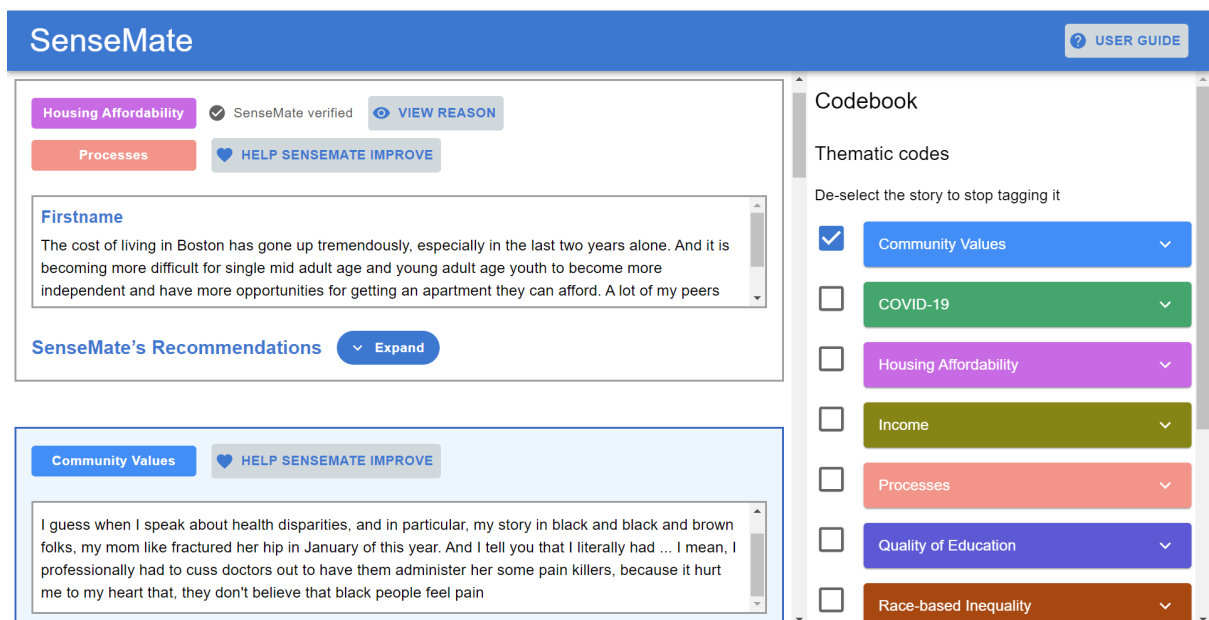 SenseMate
USER GUIDE
Housing Affordability
SenseMate verified
VIEW REASON
Processes
HELP SENSEMATE IMPROVE
Firstname
The cost of living in Boston has gone up tremendously, especially in the last two years alone. And it is
becoming more difficult for single mid adult age and young adult age youth to become more
independent and have more opportunities for getting an apartment they can afford. A lot of my peers
SenseMate's Recommendations
Expand
Community Values
HELP SENSEMATE IMPROVE
I guess when I speak about health disparities, and in particular, my story in black and black and brown
folks, my mom like fractured her hip in January of this year. And I tell you that I literally had ... I mean, I
professionally had to cuss doctors out to have them administer her some pain killers, because it hurt
me to my heart that, they don't believe that black people feel pain
Codebook
Thematic codes
De-select the story to stop tagging it
Community Values
COVID-19
Housing Affordability
Income
Processes
Quality of Education
Race-based Inequality